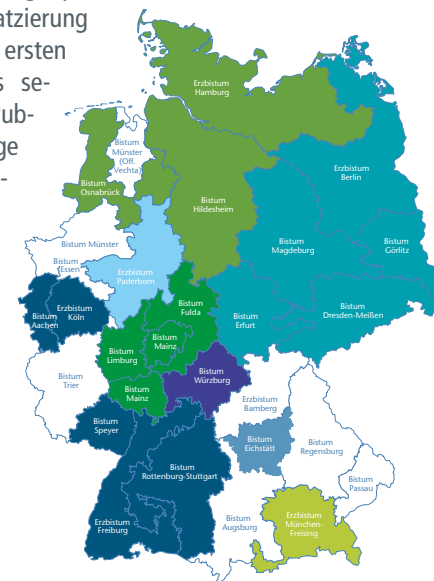 atzierung
ersten
s se-
Pub-
ge
-
Erzbistum
Hamburg
Bistum
Münster
(Off.
Vechta)
Bistum
Osnabrück
Erzbistum
Berlin
Bistum
Hildesheim
Bistum Münster
Bistum
Magdeburg
Bistum
Görlitz
Bistum
Essen
Erzbistum
Paderborn
Bistum
Dresden-Meißen
Bistum
Fulda
Erzbistum
Köln
Bistum
Aachen
Bistum
Erfurt
Bistum
Mainz
Bistum
Limburg
Bistum
Trier
Bistum
Würzburg
Bistum
Mainz
Erzbistum
Bamberg
Bistum
Speyer
Bistum
Eichstätt
Bistum
Regensburg
Bistum
Rottenburg-Stuttgart
Bistum
Passau
Erzbistum
Freiburg
Bistum
Augsburg
Erzbistum
München-
Freising